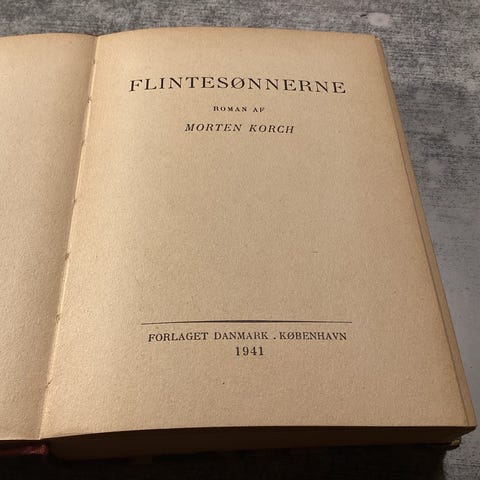 FLINTESØNNERNE
ROMAN AF
MORTEN KORCH
FORLAGET DANMARK . KØBENHAVN
1941